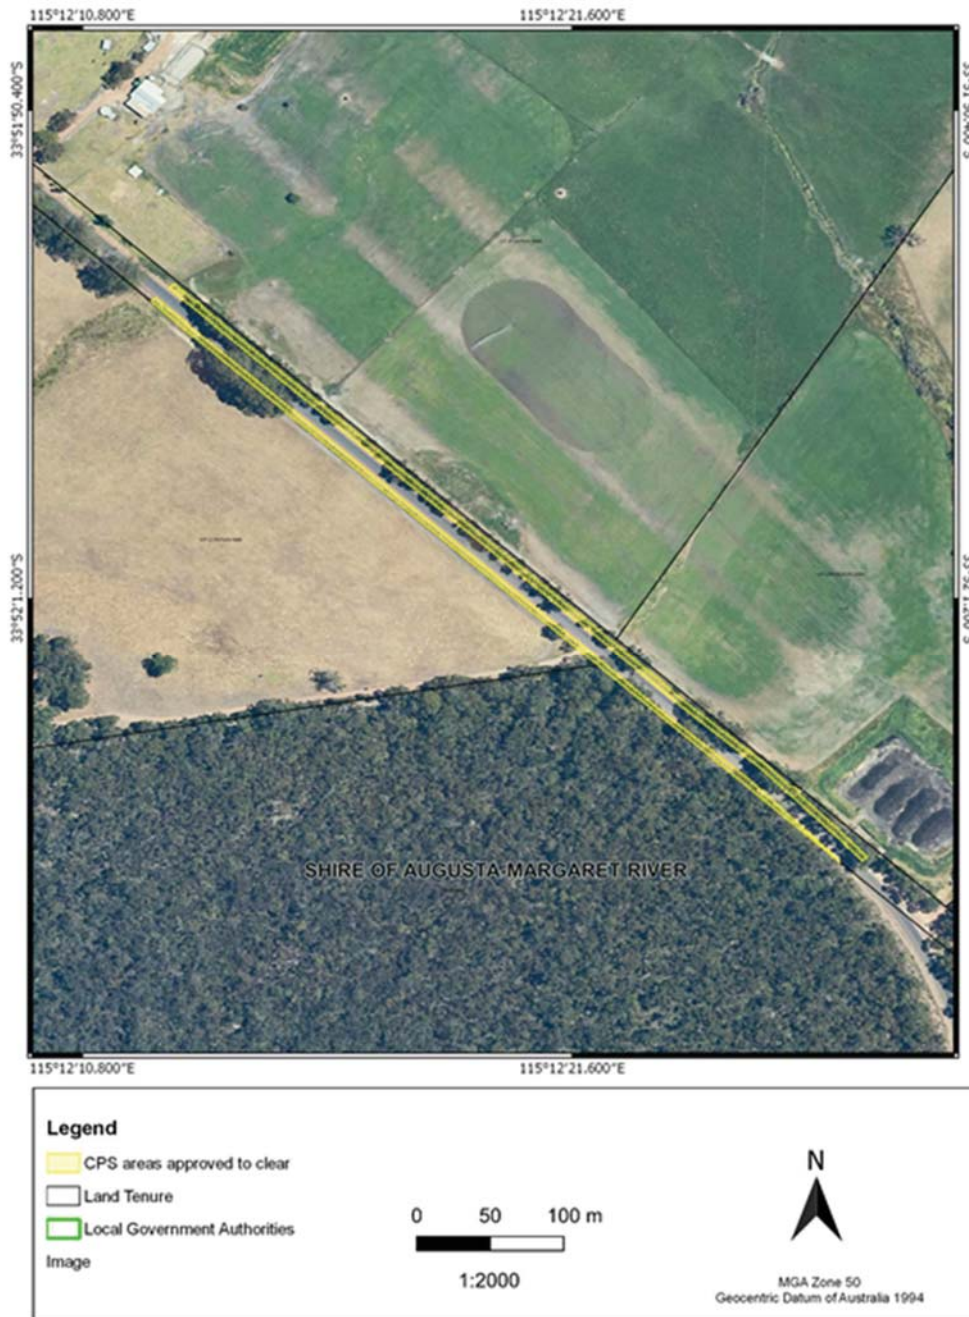 115°12'10.800"E 115°12'21.600"E
33°51'50.400"S
33°52'1.200"S
SHIRE OF AUGUSTA-MARGARET RIVER
115°12'10.800"E 115°12'21.600"E
Legend
CPS areas approved to clear
Land Tenure
Local Government Authorities
Image
0 50 100 m
1:2000
N
MGA Zone 50
Geocentric Datum of Australia 1994